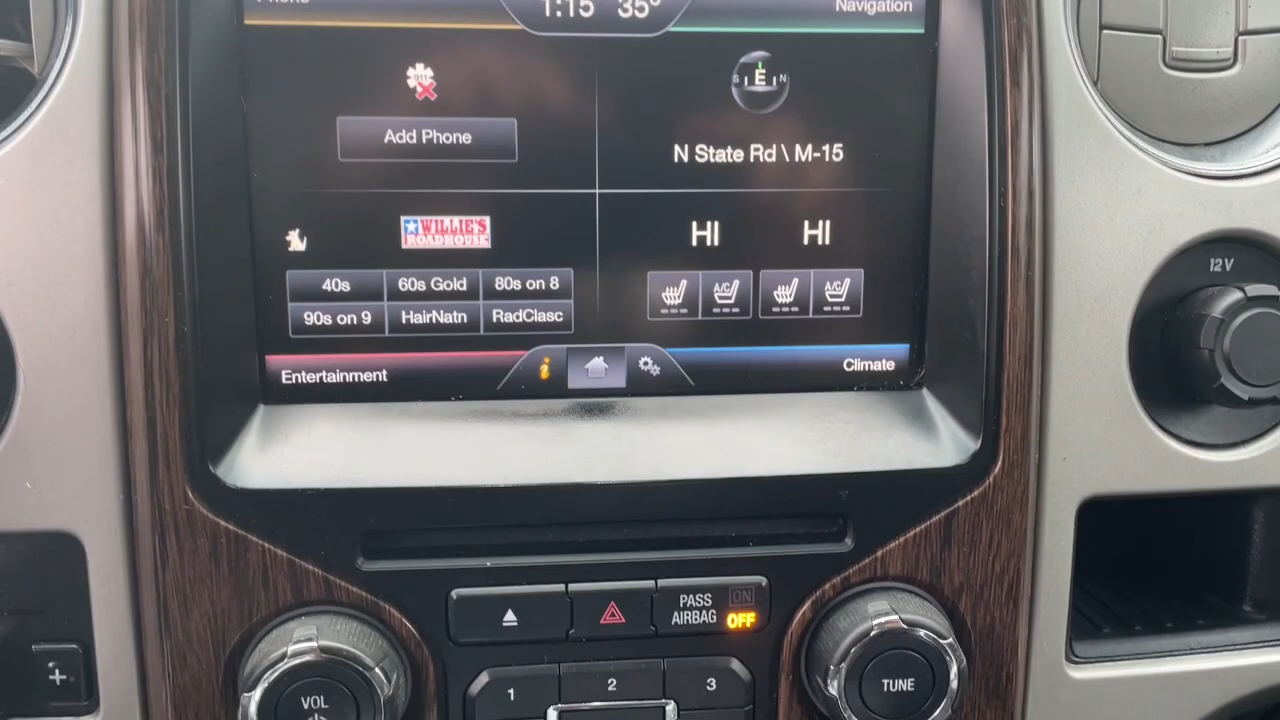 Phone
1:15 35°
Navigation
911
S E N
Add Phone
N State Rd \ M-15
WILLIE'S
ROADHOUSE
HI HI
40s 60s Gold 80s on 8
90s on 9 HairNatn RadClasc
A/C A/C
Entertainment
i
Climate
12V
PASS
AIRBAG
ON
OFF
1 2 3
VOL
TUNE
+